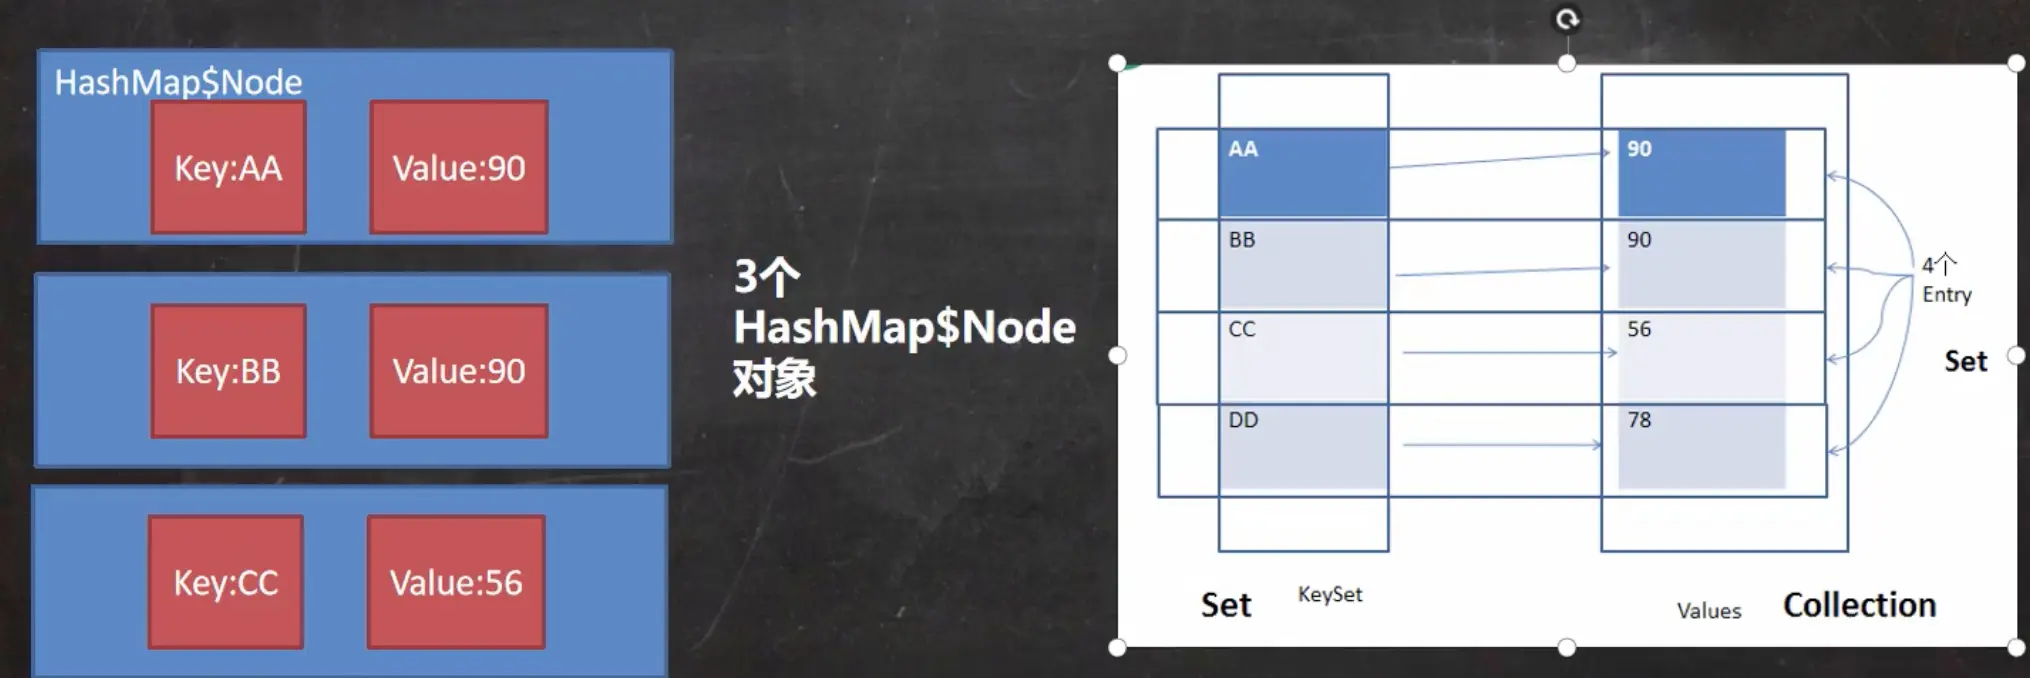 HashMap$Node
Key:AA
Value:90
Key:BB
Value:90
Key:CC
Value:56
3个
HashMap$Node
对象
AA
90
BB
90
CC
56
DD
78
4个
Entry
Set
Set
KeySet
Values
Collection